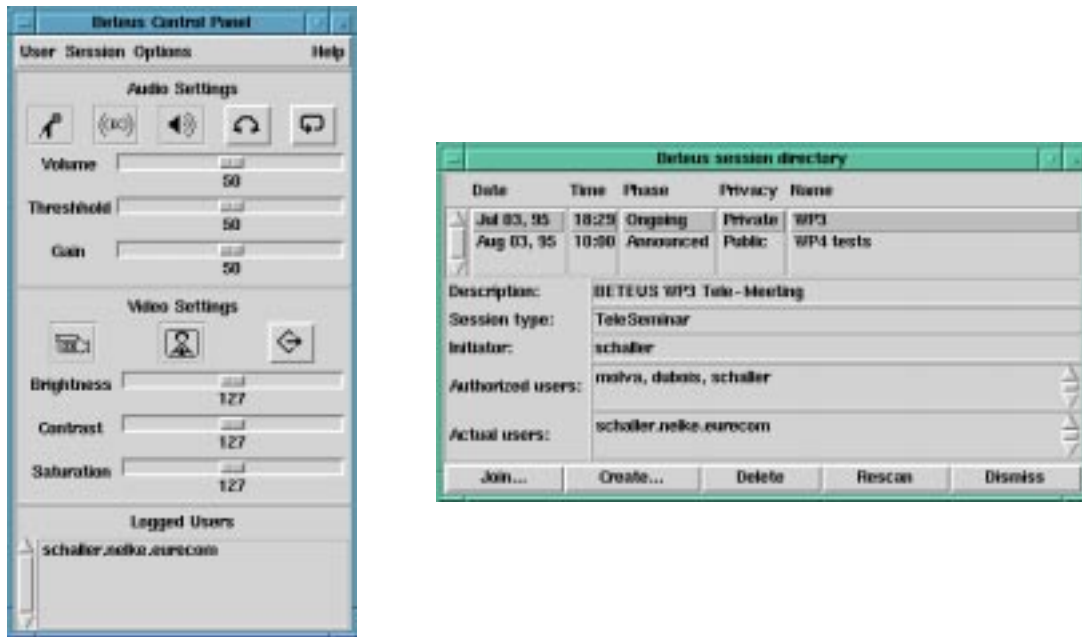 Beteus Control Panel
User Session Options Help
Audio Settings
Volume
50
Threshhold
50
Gain
50
Video Settings
Brightness
127
Contrast
127
Saturation
127
Logged Users
schaller.nelke.eurecom
Beteus session directory
Date Time Phase Privacy Name
Jul 03, 95 18:29 Ongoing Private WP3
Aug 03, 95 10:00 Announced Public WP4 tests
Description: BETEUS WP3 Tele-Meeting
Session type: TeleSeminar
Initiator: schaller
Authorized users: molva, dubois, schaller
Actual users: schaller.nelke.eurecom
Join... Create... Delete Rescan Dismiss